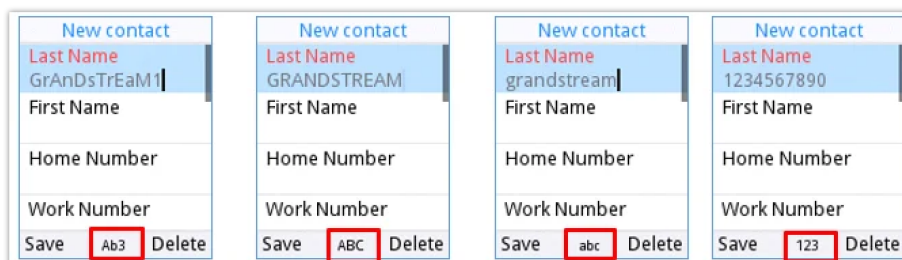 New contact
Last Name
GrAnDsTrEaM1
First Name
Home Number
Work Number
Save Ab3 Delete
New contact
Last Name
GRANDSTREAM
First Name
Home Number
Work Number
Save ABC Delete
New contact
Last Name
grandstream
First Name
Home Number
Work Number
Save abc Delete
New contact
Last Name
1234567890
First Name
Home Number
Work Number
Save 123 Delete